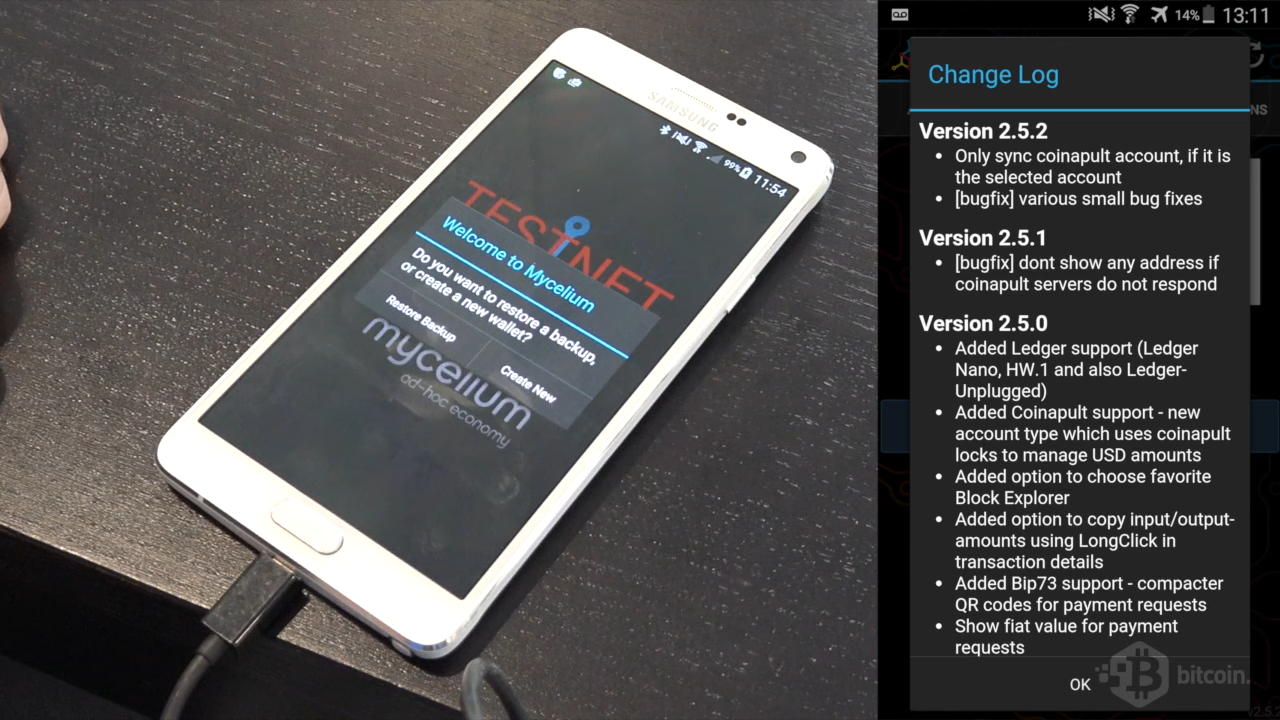 SAMSUNG
99% 11:54
TESTNET
Welcome to Mycelium
Do you want to restore a backup,
or create a new wallet?
Restore Backup
Create New
mycelium
ad-hoc economy
14% 13:11
Change Log
NS
Version 2.5.2
• Only sync coinapult account, if it is
the selected account
• [bugfix] various small bug fixes
Version 2.5.1
• [bugfix] dont show any address if
coinapult servers do not respond
Version 2.5.0
• Added Ledger support (Ledger
Nano, HW.1 and also Ledger-
Unplugged)
• Added Coinapult support - new
account type which uses coinapult
locks to manage USD amounts
• Added option to choose favorite
Block Explorer
• Added option to copy input/output-
amounts using LongClick in
transaction details
• Added Bip73 support - compacter
QR codes for payment requests
• Show fiat value for payment
requests
OK
bitcoin.